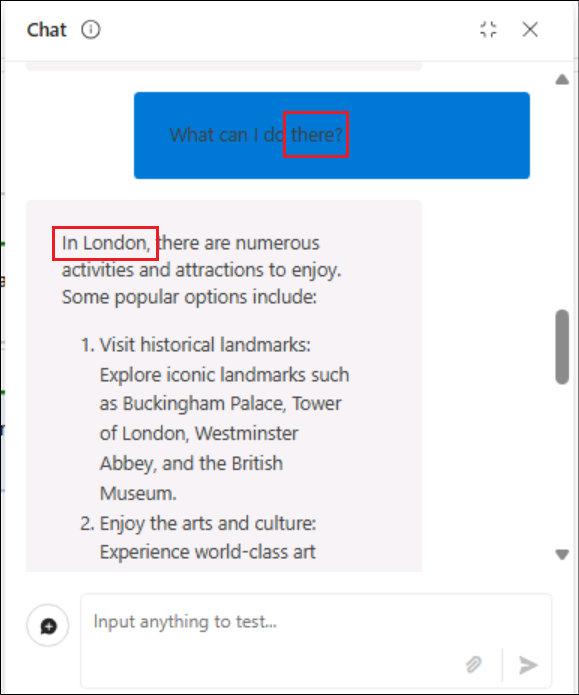 Chat
What can I do there?
In London, there are numerous
activities and attractions to enjoy.
Some popular options include:
1. Visit historical landmarks:
Explore iconic landmarks such
as Buckingham Palace, Tower
of London, Westminster
Abbey, and the British
Museum.
2. Enjoy the arts and culture:
Experience world-class art
Input anything to test...